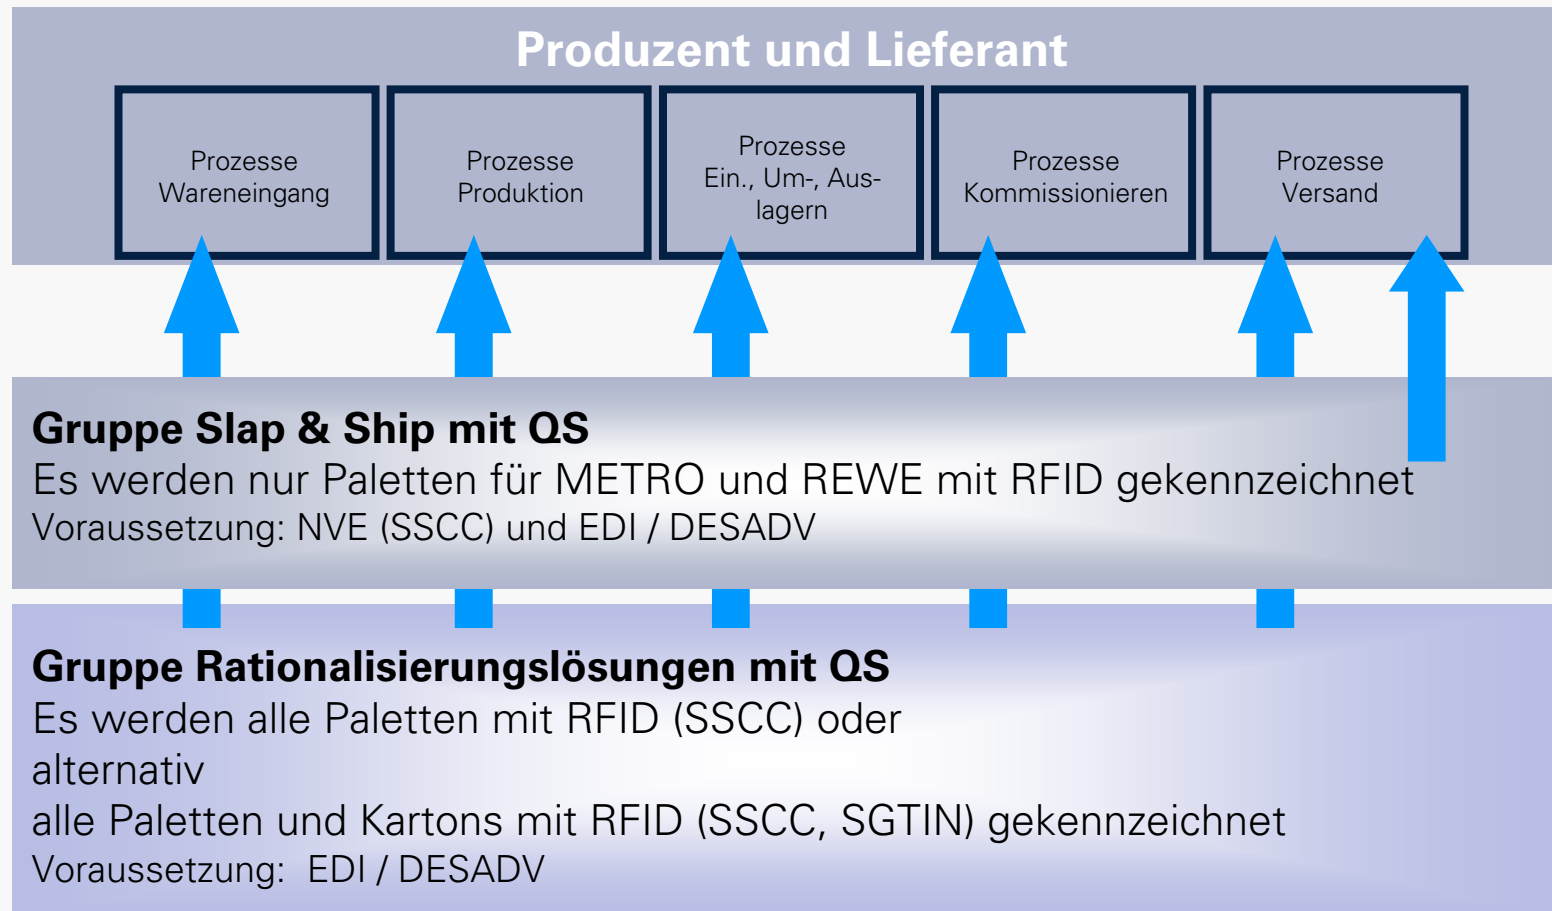 Produzent und Lieferant
Prozesse
Wareneingang
Prozesse
Produktion
Prozesse
Ein., Um-, Aus-
lagern
Prozesse
Kommissionieren
Prozesse
Versand
Gruppe Slap & Ship mit QS
Es werden nur Paletten für METRO und REWE mit RFID gekennzeichnet
Voraussetzung: NVE (SSCC) und EDI / DESADV
Gruppe Rationalisierungslösungen mit QS
Es werden alle Paletten mit RFID (SSCC) oder
alternativ
alle Paletten und Kartons mit RFID (SSCC, SGTIN) gekennzeichnet
Voraussetzung:  EDI / DESADV